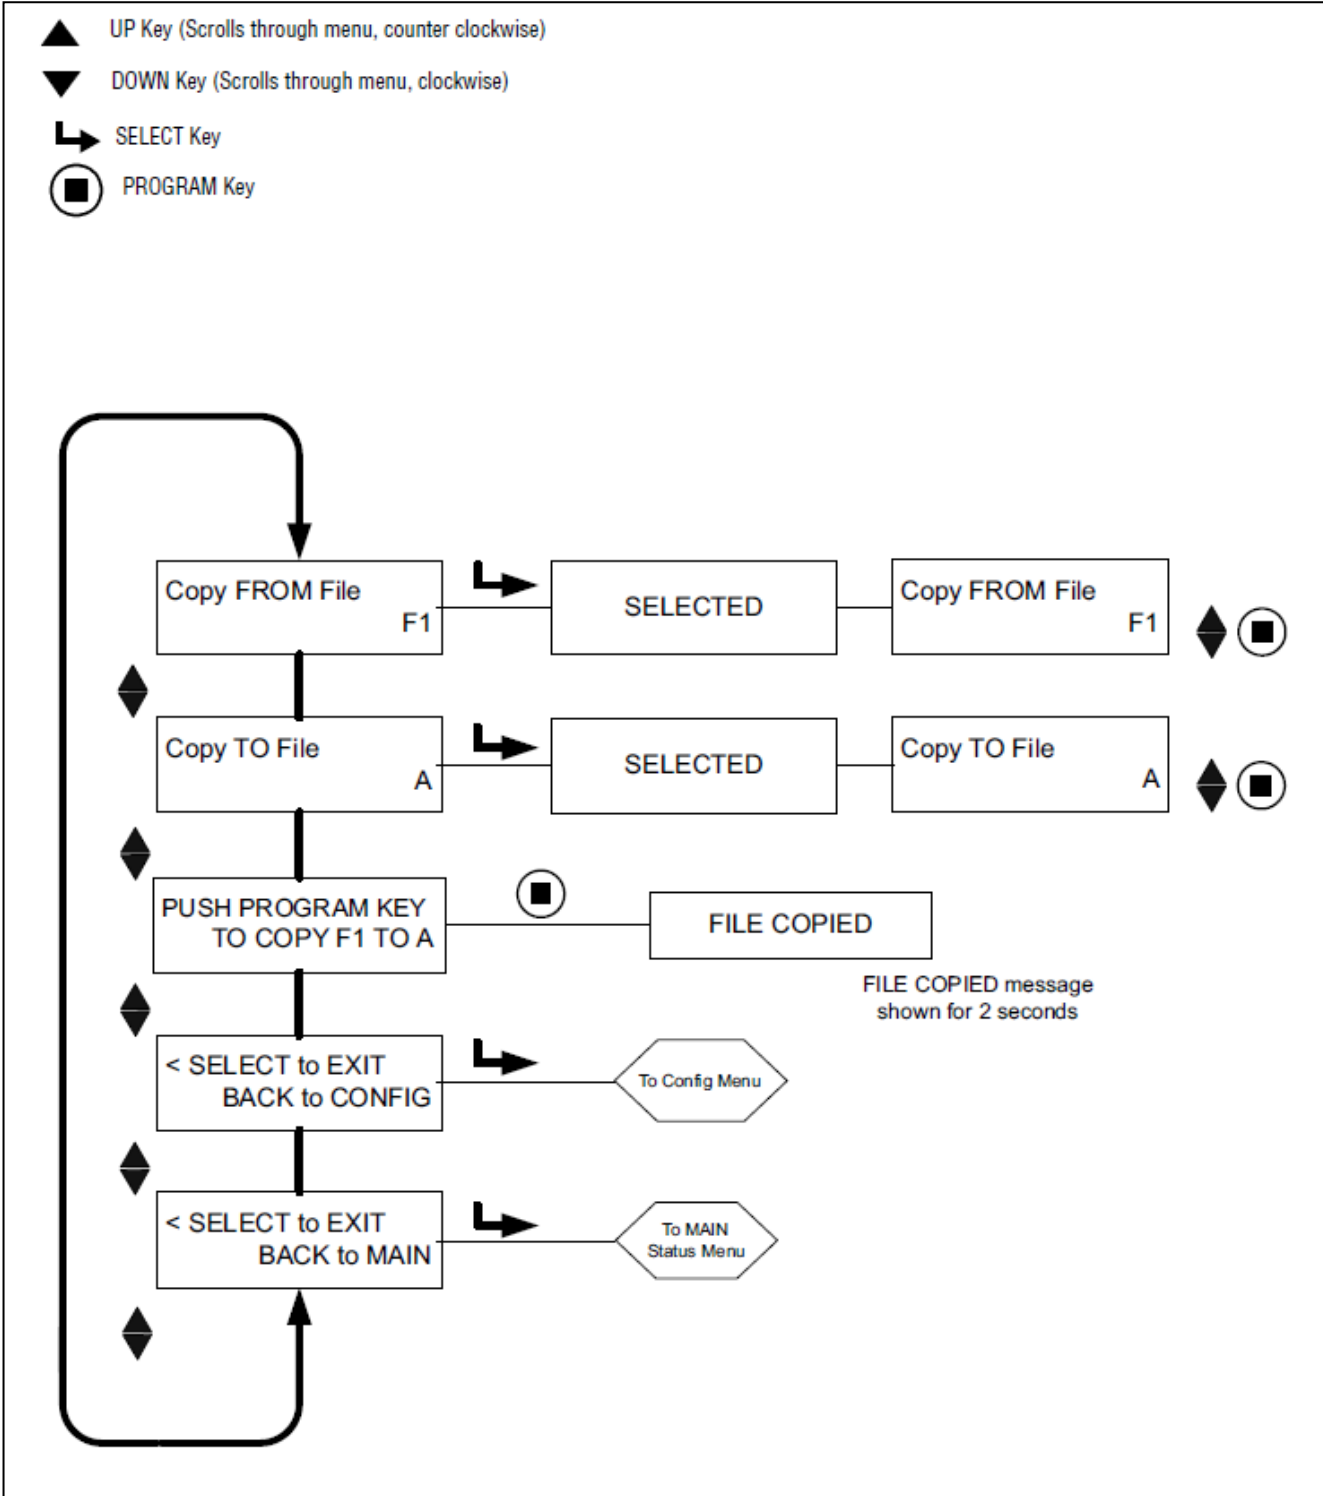 UP Key (Scrolls through menu, counter clockwise)
DOWN Key (Scrolls through menu, clockwise)
SELECT Key
PROGRAM Key
Copy FROM File
F1
SELECTED
Copy FROM File
F1
Copy TO File
A
SELECTED
Copy TO File
A
PUSH PROGRAM KEY
TO COPY F1 TO A
FILE COPIED
FILE COPIED message
shown for 2 seconds
< SELECT to EXIT
BACK to CONFIG
To Config Menu
< SELECT to EXIT
BACK to MAIN
To MAIN
Status Menu